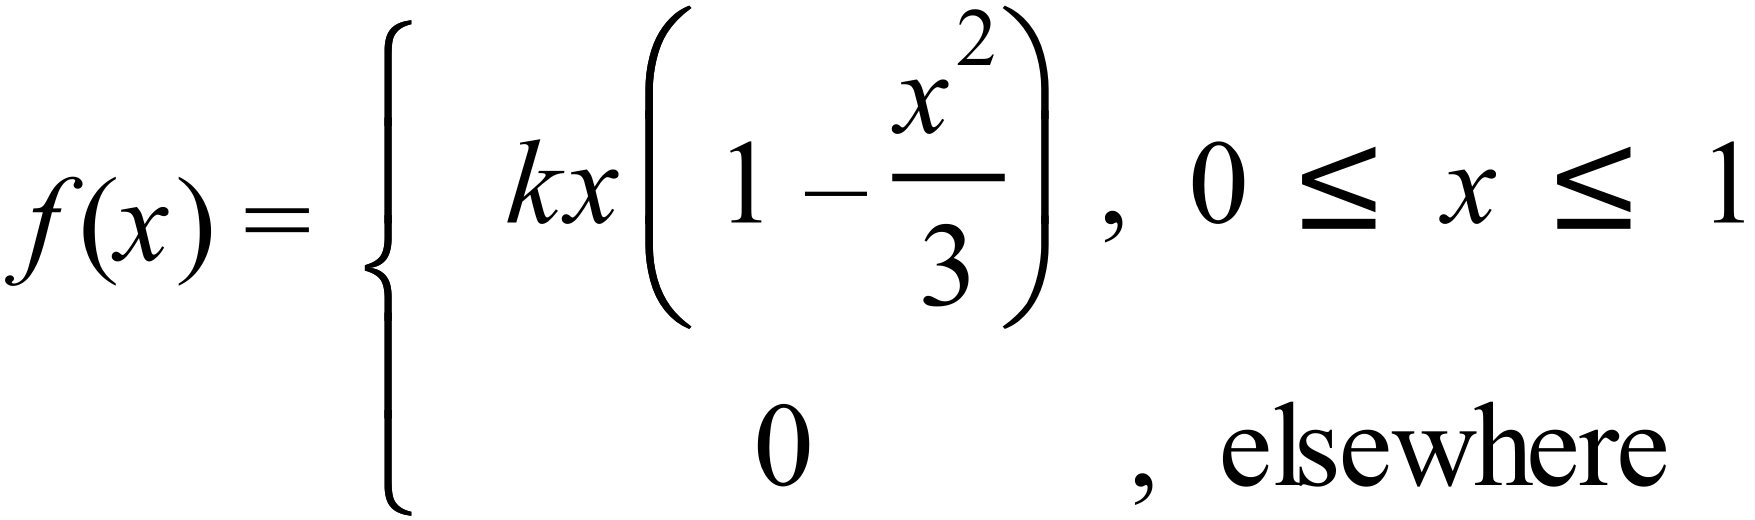 f(x) = { kx(1 − x²/3) , 0 ≤ x ≤ 1
0 , elsewhere